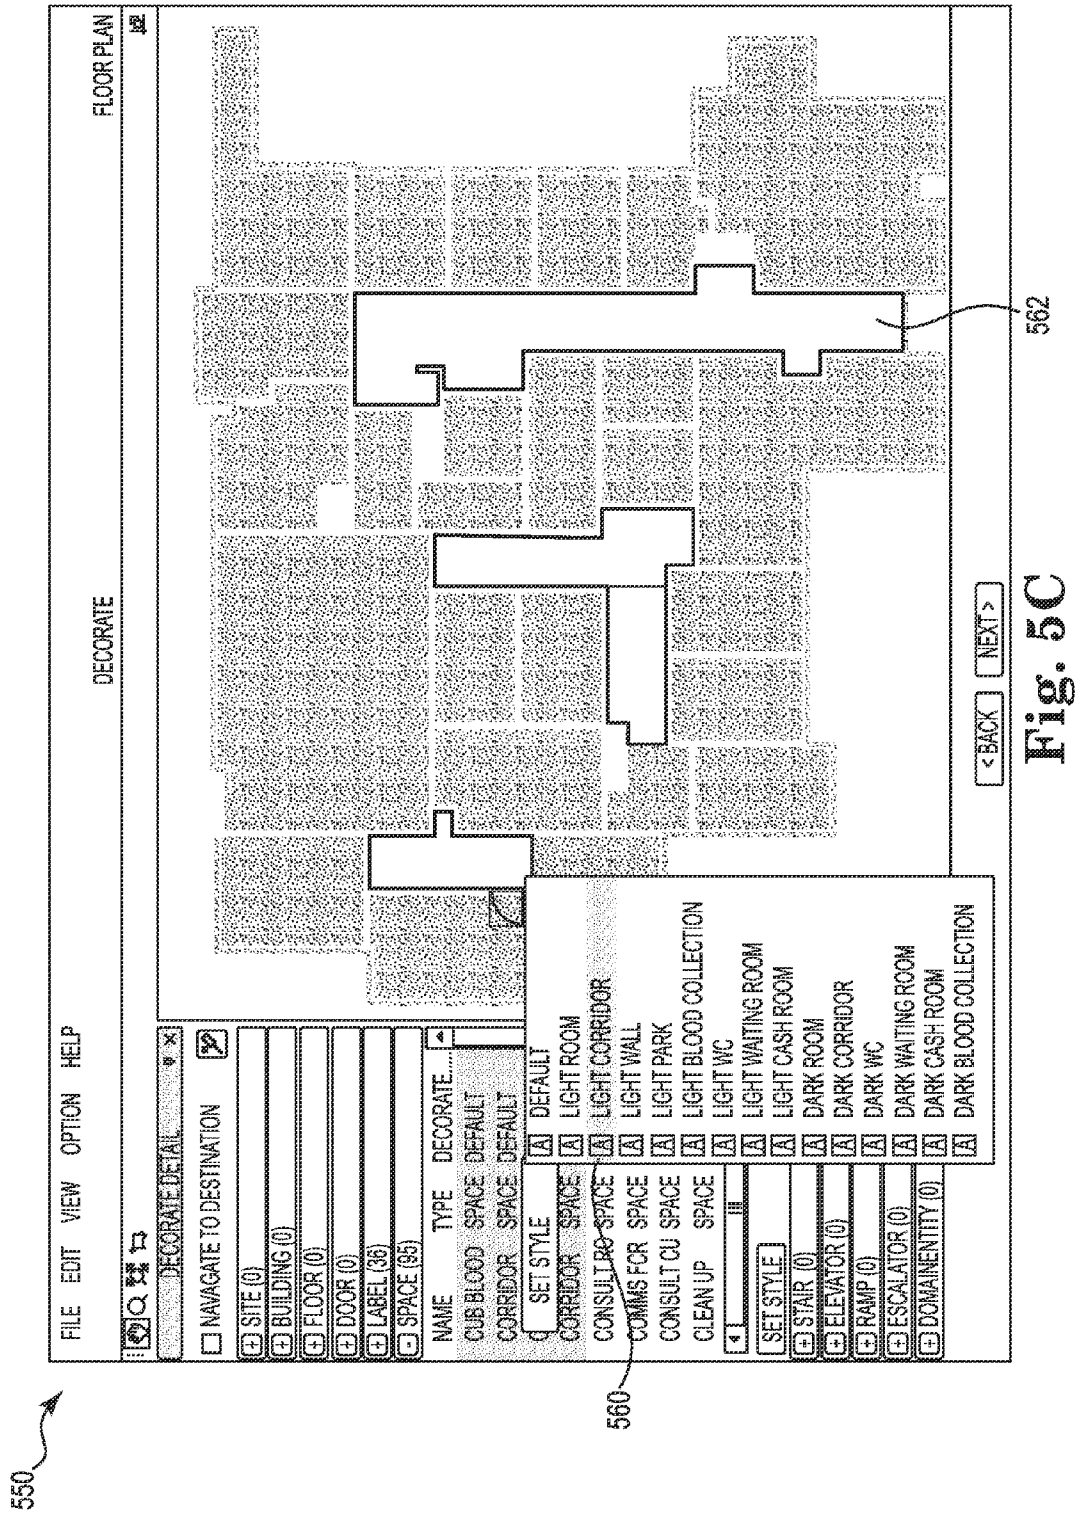 550
FILE EDIT VIEW OPTION HELP
DECORATE
FLOOR PLAN
DECORATE DETAIL
NAVAGATE TO DESTINATION
SITE (0)
BUILDING (0)
FLOOR (0)
DOOR (0)
LABEL (36)
SPACE (95)
NAME TYPE DECORATE
CUB BLOOD SPACE DEFAULT
CORRIDOR SPACE DEFAULT
SET STYLE
CORRIDOR SPACE
CONSULT RO SPACE
COMMS FCR SPACE
CONSULT CU SPACE
CLEAN UP SPACE
SET STYLE
STAIR (0)
ELEVATOR (0)
RAMP (0)
ESCALATOR (0)
DOMAINENTITY (0)
A DEFAULT
A LIGHT ROOM
A LIGHT CORRIDOR
A LIGHT WALL
A LIGHT PARK
A LIGHT BLOOD COLLECTION
A LIGHT WC
A LIGHT WAITING ROOM
A LIGHT CASH ROOM
A DARK ROOM
A DARK CORRIDOR
A DARK WC
A DARK WAITING ROOM
A DARK CASH ROOM
A DARK BLOOD COLLECTION
560
562
< BACK NEXT >
Fig. 5C